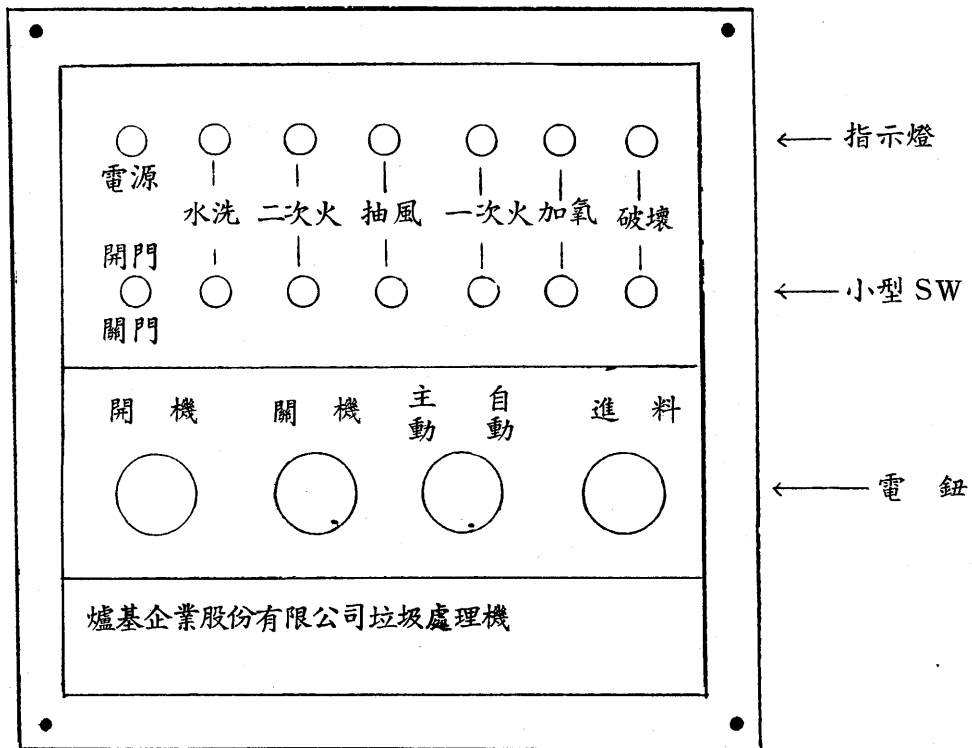 指示燈
電源
水洗 二次火 抽風 一次火 加氧 破壞
開門
小型 SW
關門
開機 關機 主動 自動 進料
電鈕
爐基企業股份有限公司垃圾處理機